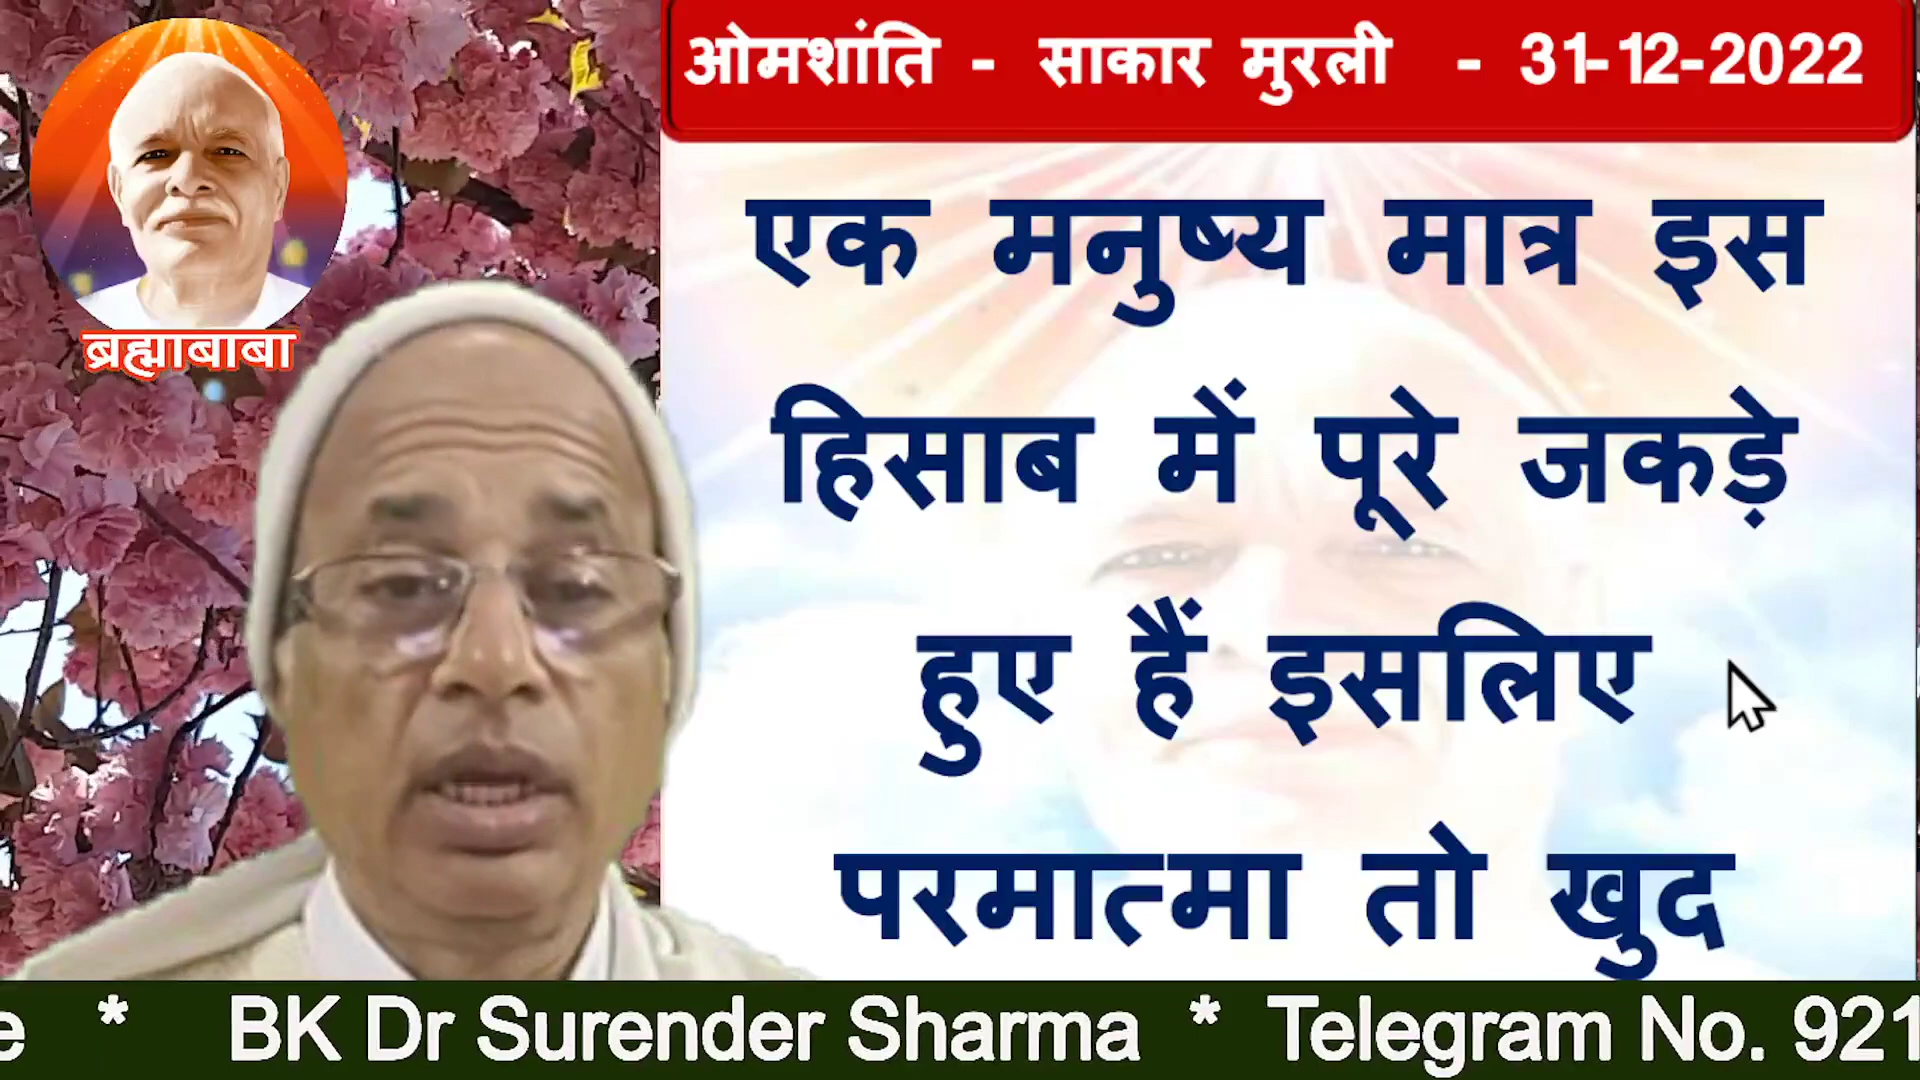 ओमशांति - साकार मुरली - 31-12-2022
ब्रह्माबाबा
एक मनुष्य मात्र इस
हिसाब में पूरे जकड़े
हुए हैं इसलिए
परमात्मा तो खुद
e * BK Dr Surender Sharma * Telegram No. 921